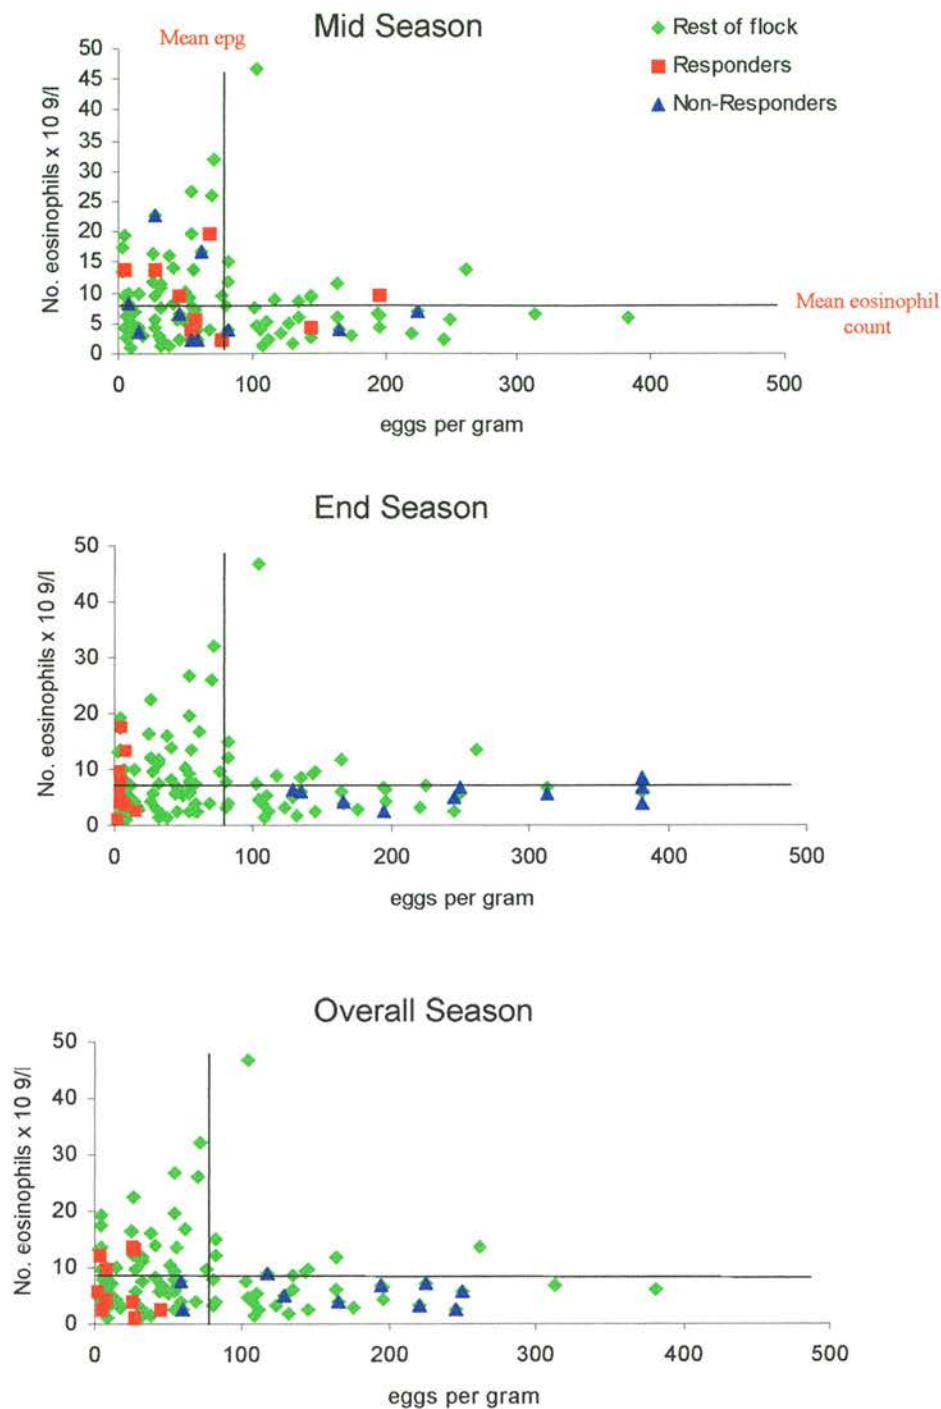 Mid Season
Mean epg
Rest of flock
Responders
Non-Responders
50
45
40
35
30
25
20
15
10
5
0
No. eosinophils x 10 9/l
Mean eosinophil
count
0 100 200 300 400 500
eggs per gram
End Season
50
40
30
20
10
0
No. eosinophils x 10 9/l
0 100 200 300 400 500
eggs per gram
Overall Season
50
40
30
20
10
0
No. eosinophils x 10 9/l
0 100 200 300 400 500
eggs per gram